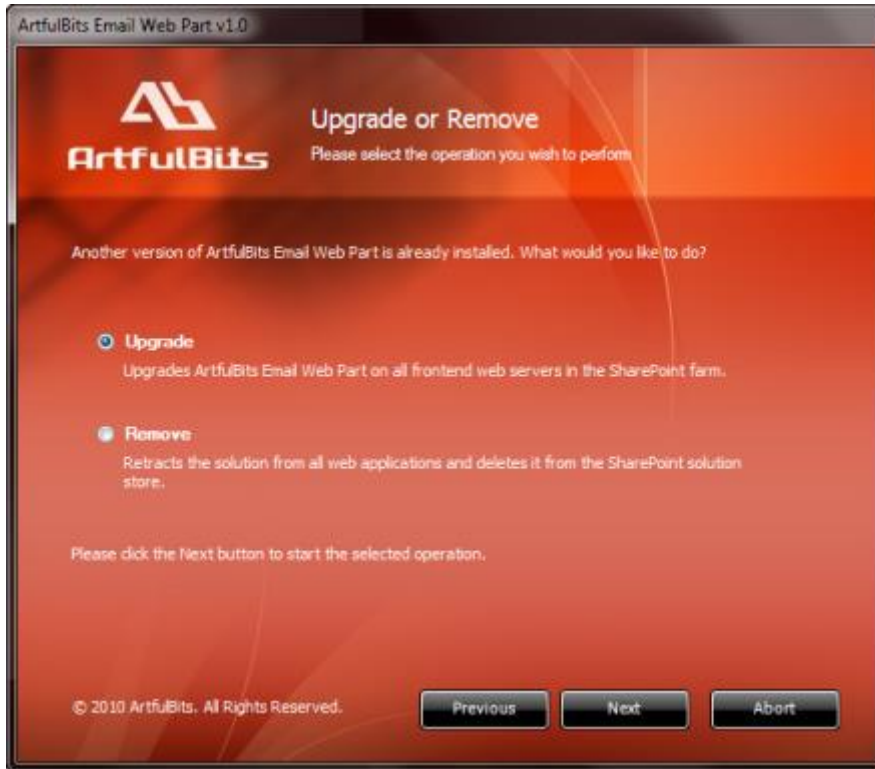 ArtfulBits Email Web Part v1.0
ArtfulBits
Upgrade or Remove
Please select the operation you wish to perform
Another version of ArtfulBits Email Web Part is already installed. What would you like to do?
Upgrade
Upgrades ArtfulBits Email Web Part on all frontend web servers in the SharePoint farm.
Remove
Retracts the solution from all web applications and deletes it from the SharePoint solution
store.
Please click the Next button to start the selected operation.
© 2010 ArtfulBits. All Rights Reserved.
Previous
Next
Abort